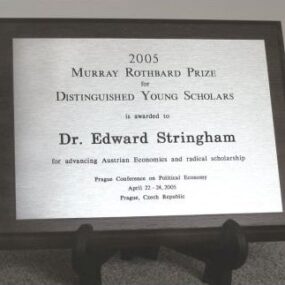 2005
MURRAY ROTHBARD PRIZE
for
DISTINGUISHED YOUNG SCHOLARS
is awarded to
Dr. Edward Stringham
for advancing Austrian Economics and radical scholarship
Prague Conference on Political Economy
April 22 - 24, 2005
Prague, Czech Republic